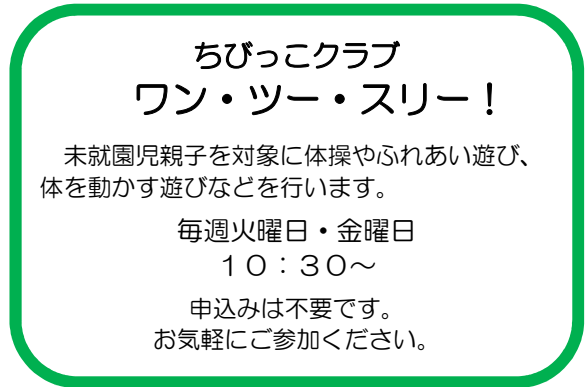 ちびっこクラブ
ワン・ツー・スリー！
未就園児親子を対象に体操やふれあい遊び、
体を動かす遊びなどを行います。
毎週火曜日・金曜日
１０：３０～
申込みは不要です。
お気軽にご参加ください。